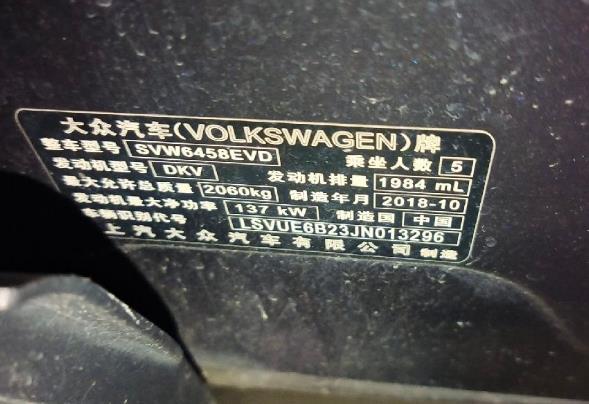 大众汽车(VOLKSWAGEN)牌
整车型号 SVW6458EVD 乘坐人数 5
发动机型号 DKV 发动机排量 1984 mL
最大允许总质量 2060kg 制造年月 2018-10
发动机最大净功率 137 kW 制造国 中国
车辆识别代号 LSVUE6B23JN013296
上汽大众汽车有限公司 制造